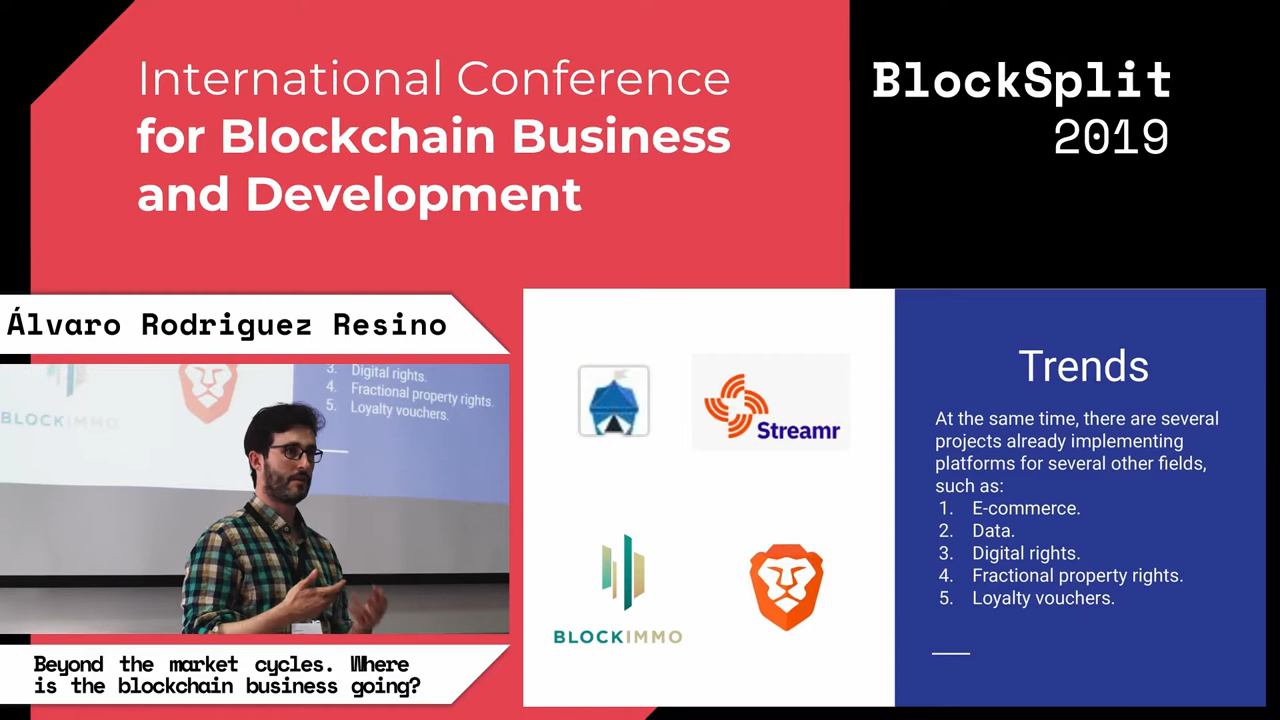 International Conference
for Blockchain Business
and Development
BlockSplit
2019
Álvaro Rodriguez Resino
BLOCKIMMO
3. Digital rights.
4. Fractional property rights.
5. Loyalty vouchers.
Beyond the market cycles. Where
is the blockchain business going?
Streamr
BLOCKIMMO
Trends
At the same time, there are several
projects already implementing
platforms for several other fields,
such as:
1. E-commerce.
2. Data.
3. Digital rights.
4. Fractional property rights.
5. Loyalty vouchers.